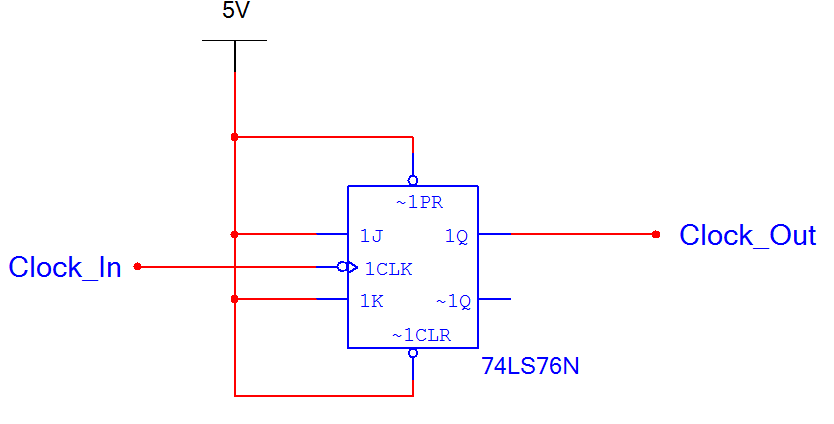 5V
~1PR
1J
1Q
Clock_Out
Clock_In
1CLK
1K
~1Q
~1CLR
74LS76N